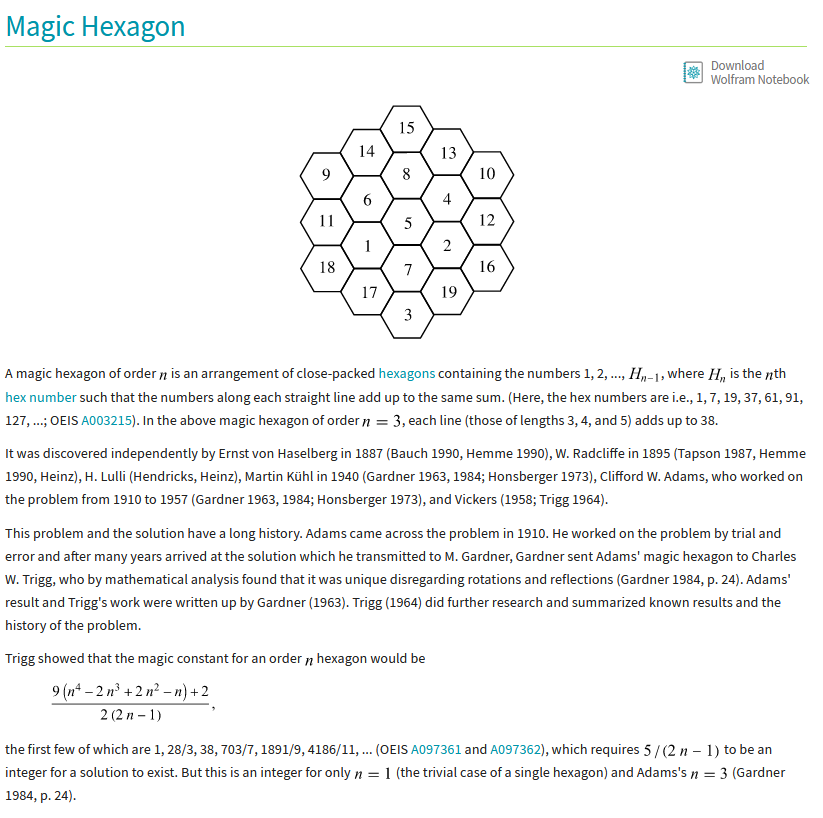 Magic Hexagon
Download
Wolfram Notebook
15
14
13
9
8
10
6
4
11
5
12
1
2
18
7
16
17
19
3
A magic hexagon of order n is an arrangement of close-packed hexagons containing the numbers 1, 2, ..., H_{n-1}, where H_n is the nth
hex number such that the numbers along each straight line add up to the same sum. (Here, the hex numbers are i.e., 1, 7, 19, 37, 61, 91,
127, ...; OEIS A003215). In the above magic hexagon of order n = 3, each line (those of lengths 3, 4, and 5) adds up to 38.
It was discovered independently by Ernst von Haselberg in 1887 (Bauch 1990, Hemme 1990), W. Radcliffe in 1895 (Tapson 1987, Hemme
1990, Heinz), H. Lulli (Hendricks, Heinz), Martin Kühl in 1940 (Gardner 1963, 1984; Honsberger 1973), Clifford W. Adams, who worked on
the problem from 1910 to 1957 (Gardner 1963, 1984; Honsberger 1973), and Vickers (1958; Trigg 1964).
This problem and the solution have a long history. Adams came across the problem in 1910. He worked on the problem by trial and
error and after many years arrived at the solution which he transmitted to M. Gardner, Gardner sent Adams' magic hexagon to Charles
W. Trigg, who by mathematical analysis found that it was unique disregarding rotations and reflections (Gardner 1984, p. 24). Adams'
result and Trigg's work were written up by Gardner (1963). Trigg (1964) did further research and summarized known results and the
history of the problem.
Trigg showed that the magic constant for an order n hexagon would be
9 (n⁴ – 2 n³ + 2 n² – n) + 2
2 (2 n – 1) ,
the first few of which are 1, 28/3, 38, 703/7, 1891/9, 4186/11, ... (OEIS A097361 and A097362), which requires 5 / (2 n – 1) to be an
integer for a solution to exist. But this is an integer for only n = 1 (the trivial case of a single hexagon) and Adams's n = 3 (Gardner
1984, p. 24).